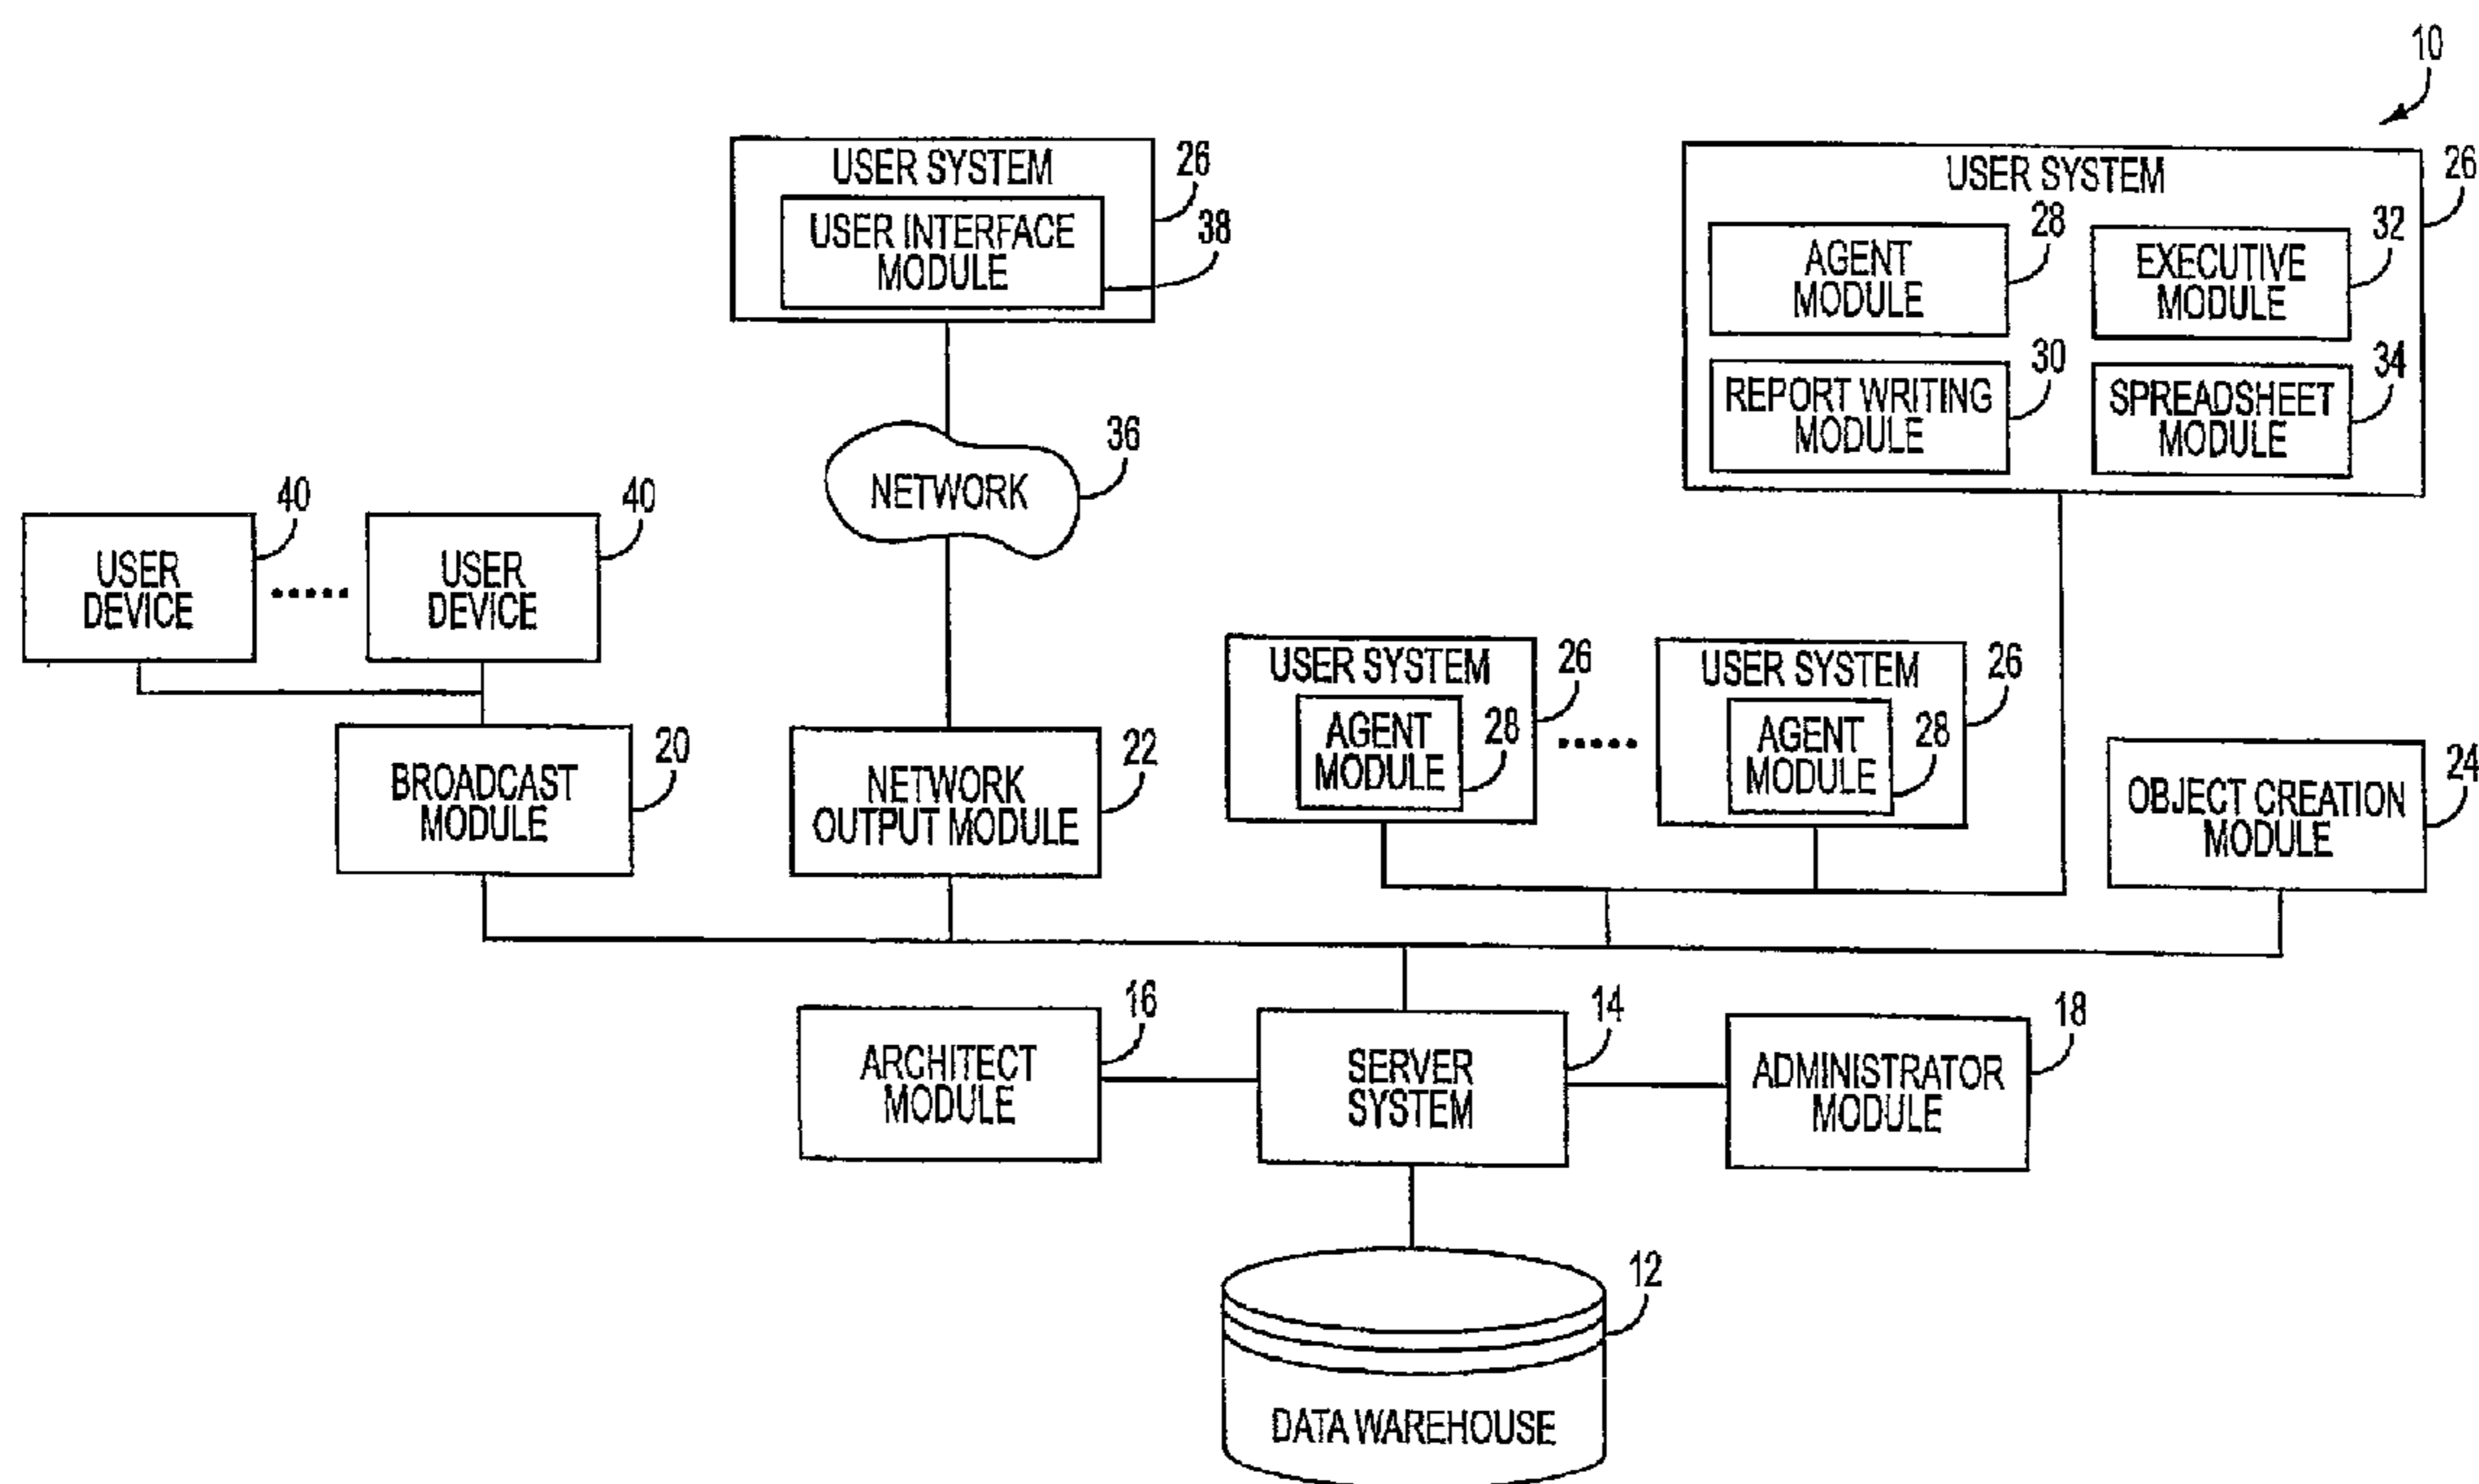 10
USER SYSTEM
26
USER INTERFACE
MODULE
38
USER SYSTEM
26
AGENT
MODULE
28
EXECUTIVE
MODULE
32
REPORT WRITING
MODULE
30
SPREADSHEET
MODULE
34
NETWORK
36
USER
DEVICE
40
USER
DEVICE
40
USER SYSTEM
26
AGENT
MODULE
28
USER SYSTEM
26
AGENT
MODULE
28
BROADCAST
MODULE
20
NETWORK
OUTPUT MODULE
22
OBJECT CREATION
MODULE
24
ARCHITECT
MODULE
16
SERVER
SYSTEM
14
ADMINISTRATOR
MODULE
18
DATA WAREHOUSE
12